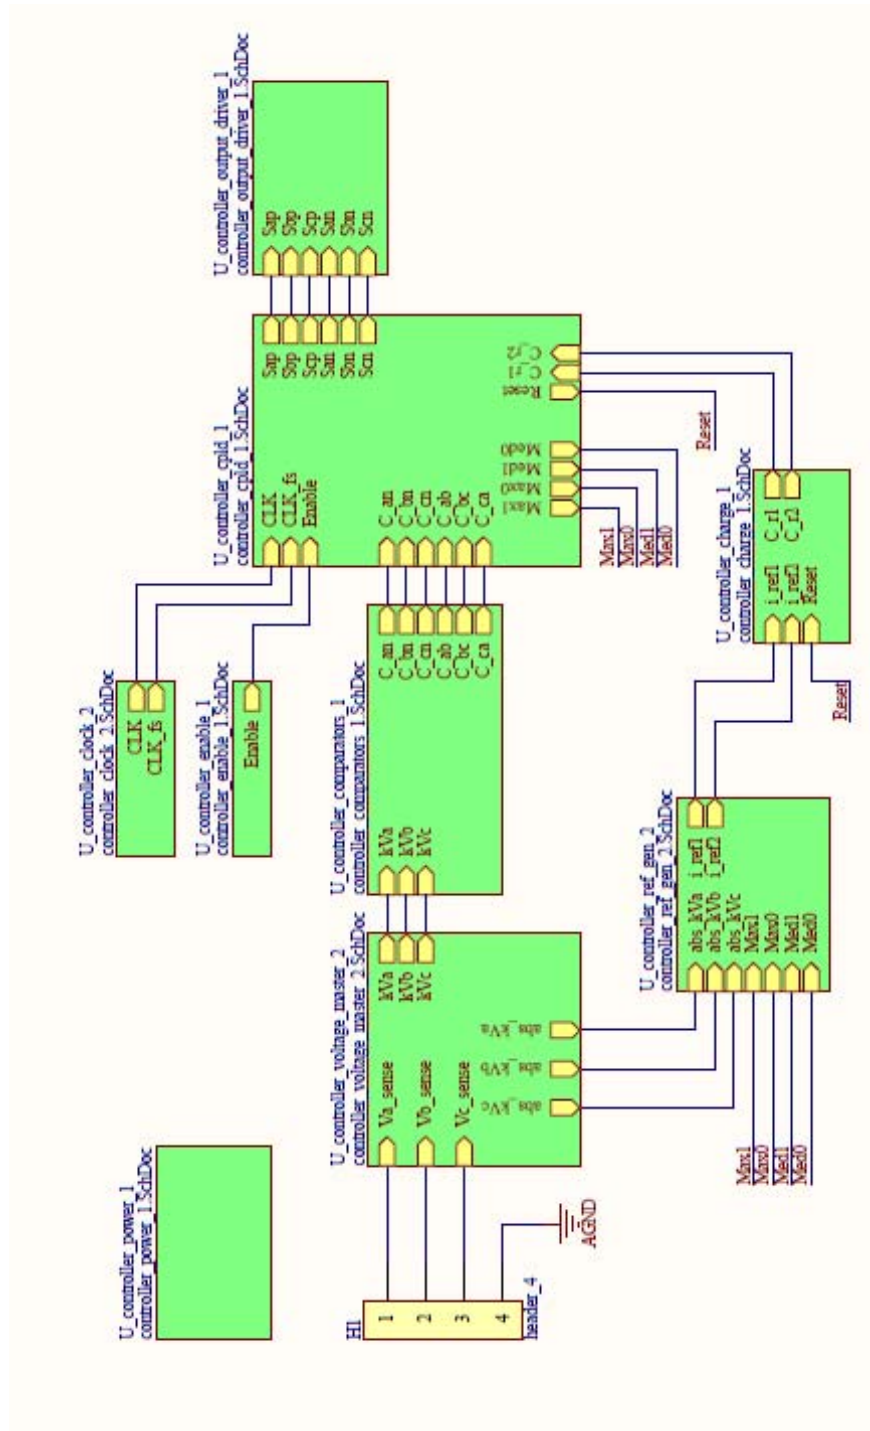 U_controller_power_1
controller_power_1.SchDoc
U_controller_clock_2
controller_clock_2.SchDoc
CLK
CLK_fs
U_controller_enable_1
controller_enable_1.SchDoc
Enable
U_controller_output_driver_1
controller_output_driver_1.SchDoc
Sap
Sbp
Scp
San
Sbn
Scn
U_controller_cpld_1
controller_cpld_1.SchDoc
CLK
CLK_fs
Enable
Sap
Sbp
Scp
San
Sbn
Scn
C_an
C_bn
C_cn
C_ab
C_bc
C_ca
Max1
Max0
Med1
Med0
Reset
C_r1
C_r2
Max1
Max0
Med1
Med0
Reset
H1
1
2
3
4
header_4
AGND
U_controller_voltage_master_2
controller_voltage_master_2.SchDoc
Va_sense
Vb_sense
Vc_sense
kVa
kVb
kVc
abs_kVc
abs_kVb
abs_kVa
U_controller_comparators_1
controller_comparators_1.SchDoc
kVa
kVb
kVc
C_an
C_bn
C_cn
C_ab
C_bc
C_ca
U_controller_ref_gen_2
controller_ref_gen_2.SchDoc
abs_kVa
abs_kVb
abs_kVc
Max1
Max0
Med1
Med0
i_ref1
i_ref2
Max1
Max0
Med1
Med0
U_controller_charge_1
controller_charge_1.SchDoc
i_ref1
i_ref2
Reset
C_r1
C_r2
Reset